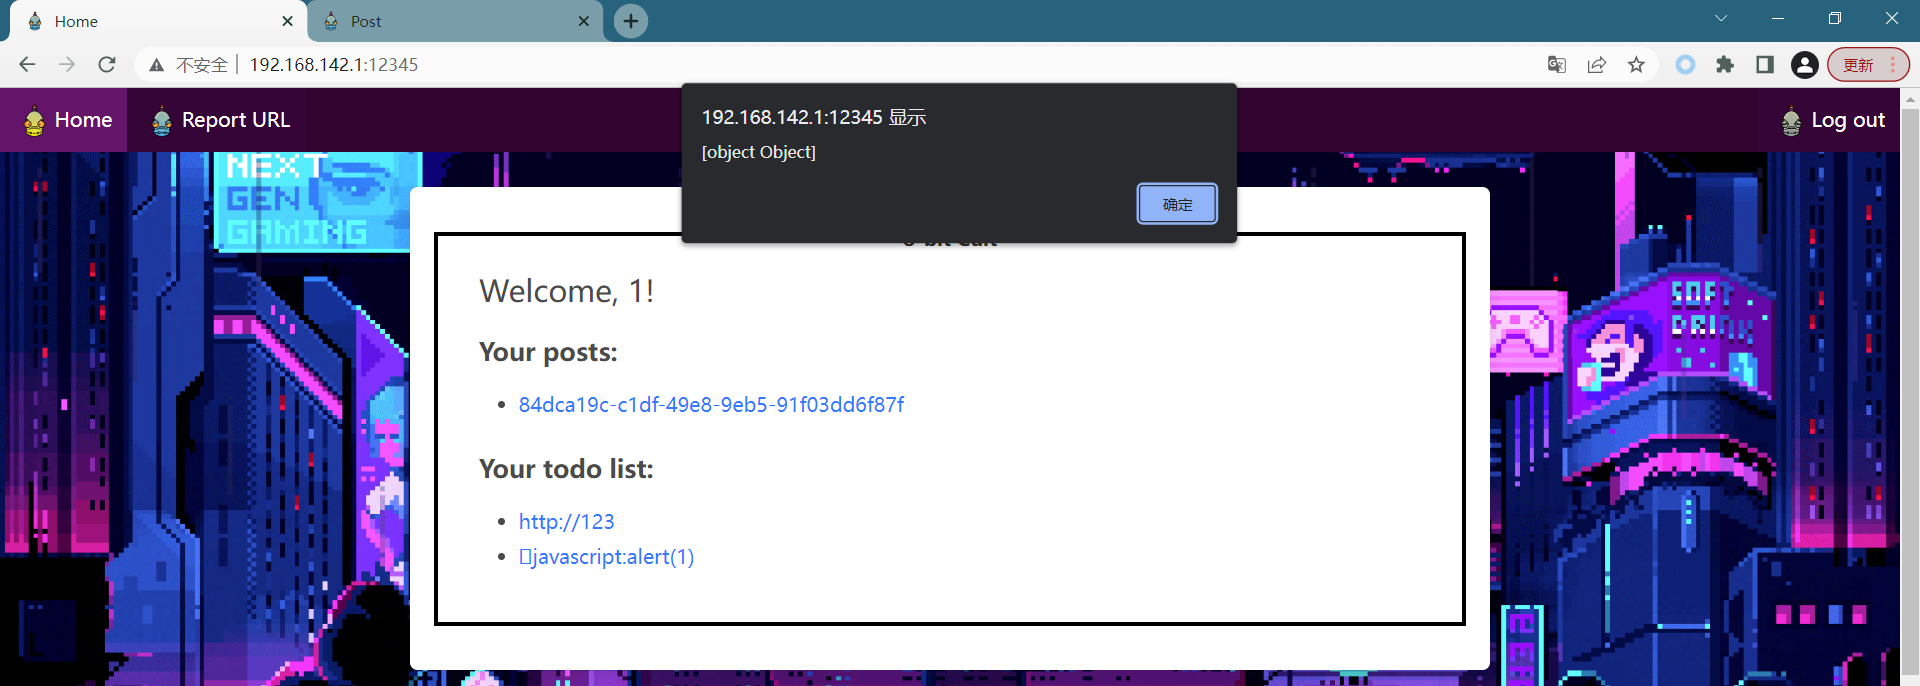 Home
Post
不安全
192.168.142.1:12345
更新
Home
Report URL
Log out
192.168.142.1:12345 显示
[object Object]
确定
NEXT
GEN
GAMING
SOFT
DRINK
Welcome, 1!
Your posts:
84dca19c-c1df-49e8-9eb5-91f03dd6f87f
Your todo list:
http://123
javascript:alert(1)